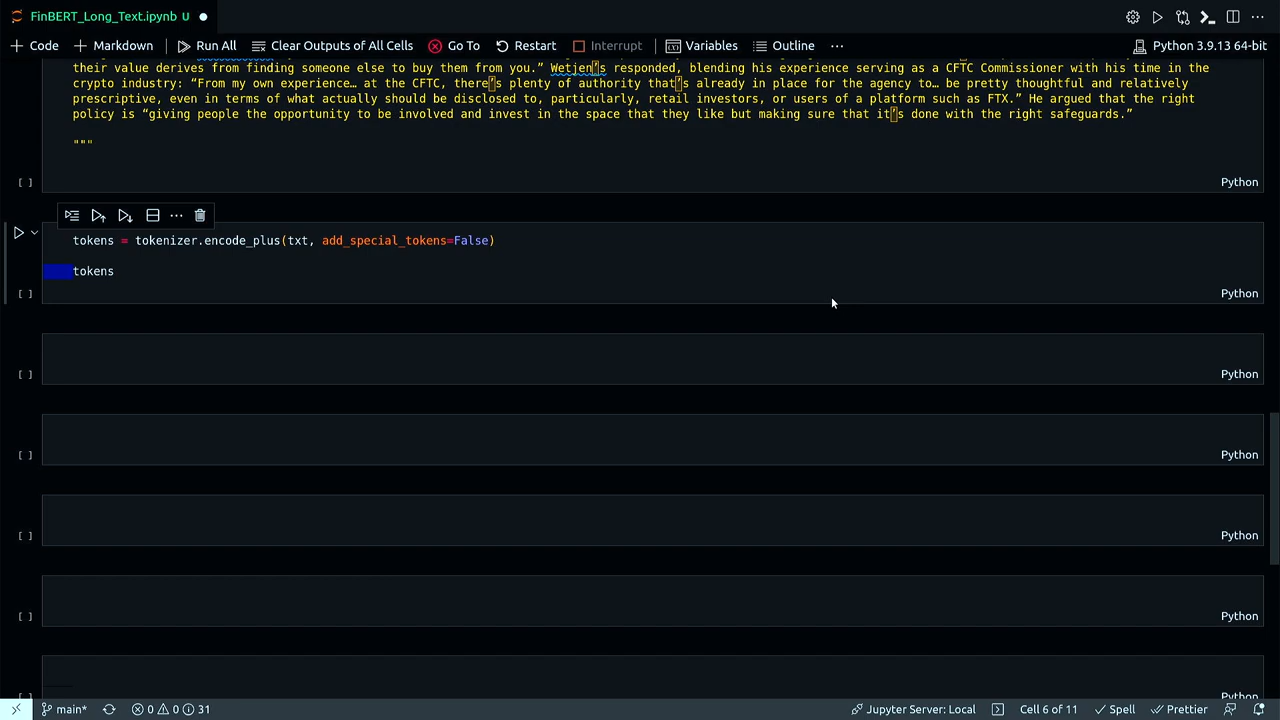 FinBERT_Long_Text.ipynb U
Code
Markdown
Run All
Clear Outputs of All Cells
Go To
Restart
Interrupt
Variables
Outline
Python 3.9.13 64-bit
their value derives from finding someone else to buy them from you.” Wetjen’s responded, blending his experience serving as a CFTC Commissioner with his time in the
crypto industry: “From my own experience… at the CFTC, there’s plenty of authority that’s already in place for the agency to… be pretty thoughtful and relatively
prescriptive, even in terms of what actually should be disclosed to, particularly, retail investors, or users of a platform such as FTX.” He argued that the right
policy is “giving people the opportunity to be involved and invest in the space that they like but making sure that it’s done with the right safeguards.”
"""
[ ] Python
tokens = tokenizer.encode_plus(txt, add_special_tokens=False)
tokens
[ ] Python
[ ] Python
[ ] Python
[ ] Python
[ ] Python
[ ] Python
main* 0 0 31 Jupyter Server: Local Cell 6 of 11 Spell Prettier